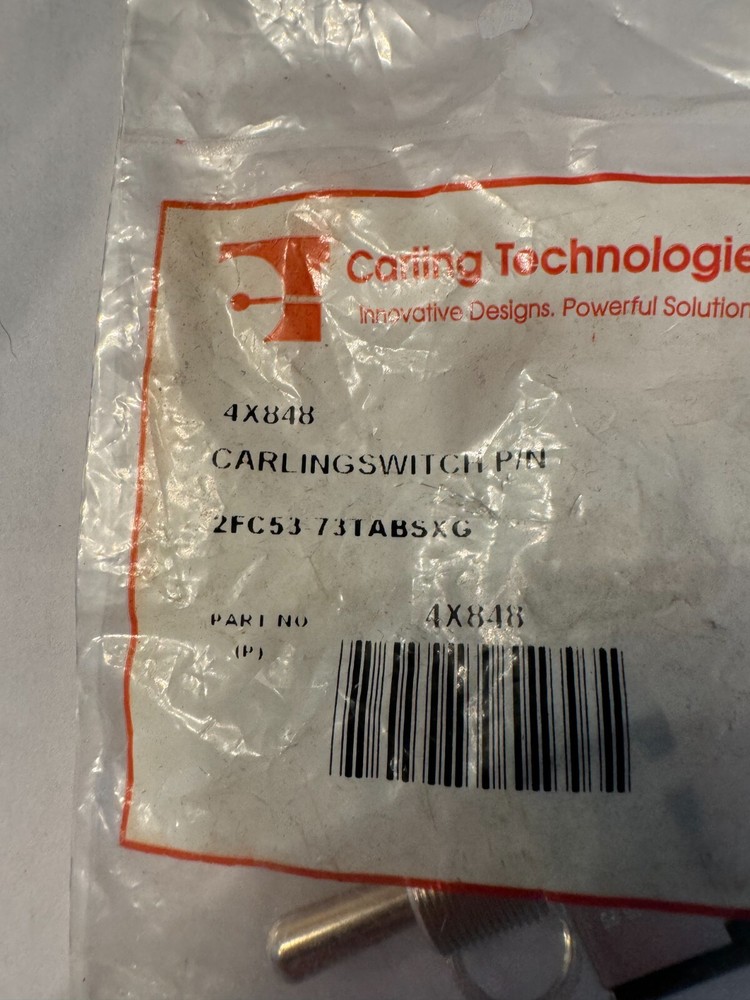 Carling Technologie
Innovative Designs. Powerful Solution
4X848
CARLINGSWITCH P/N
2FC53-73TABSXG
PART NO
4X848
(P)